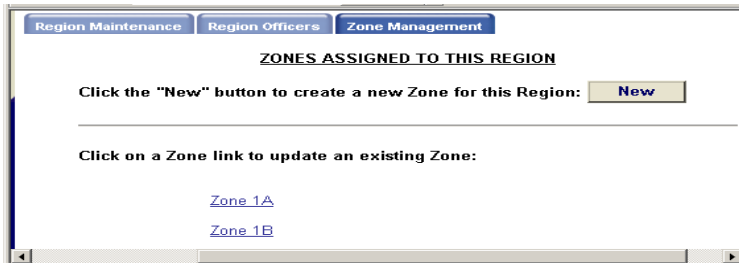 Region Maintenance Region Officers Zone Management
ZONES ASSIGNED TO THIS REGION
Click the "New" button to create a new Zone for this Region: New
Click on a Zone link to update an existing Zone:
Zone 1A
Zone 1B